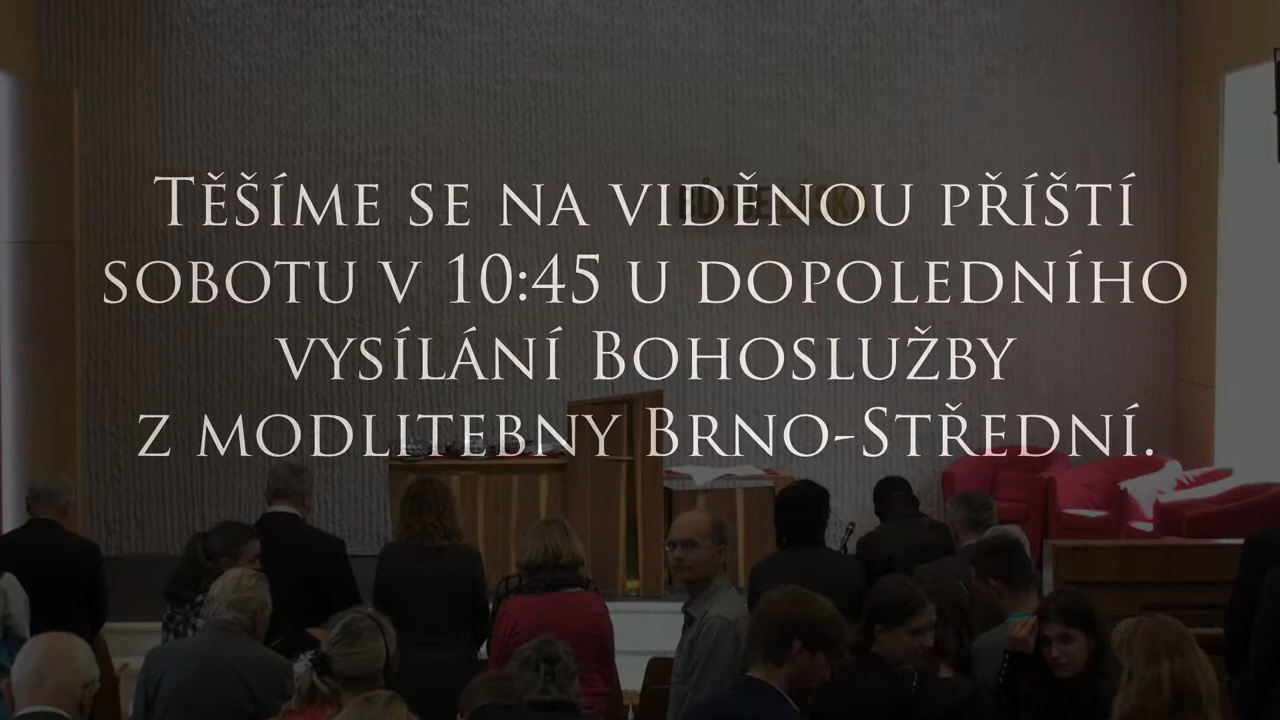 Těšíme se na viděnou příští
sobotu v 10:45 u dopoledního
vysílání Bohoslužby
z modlitebny Brno-Střední.